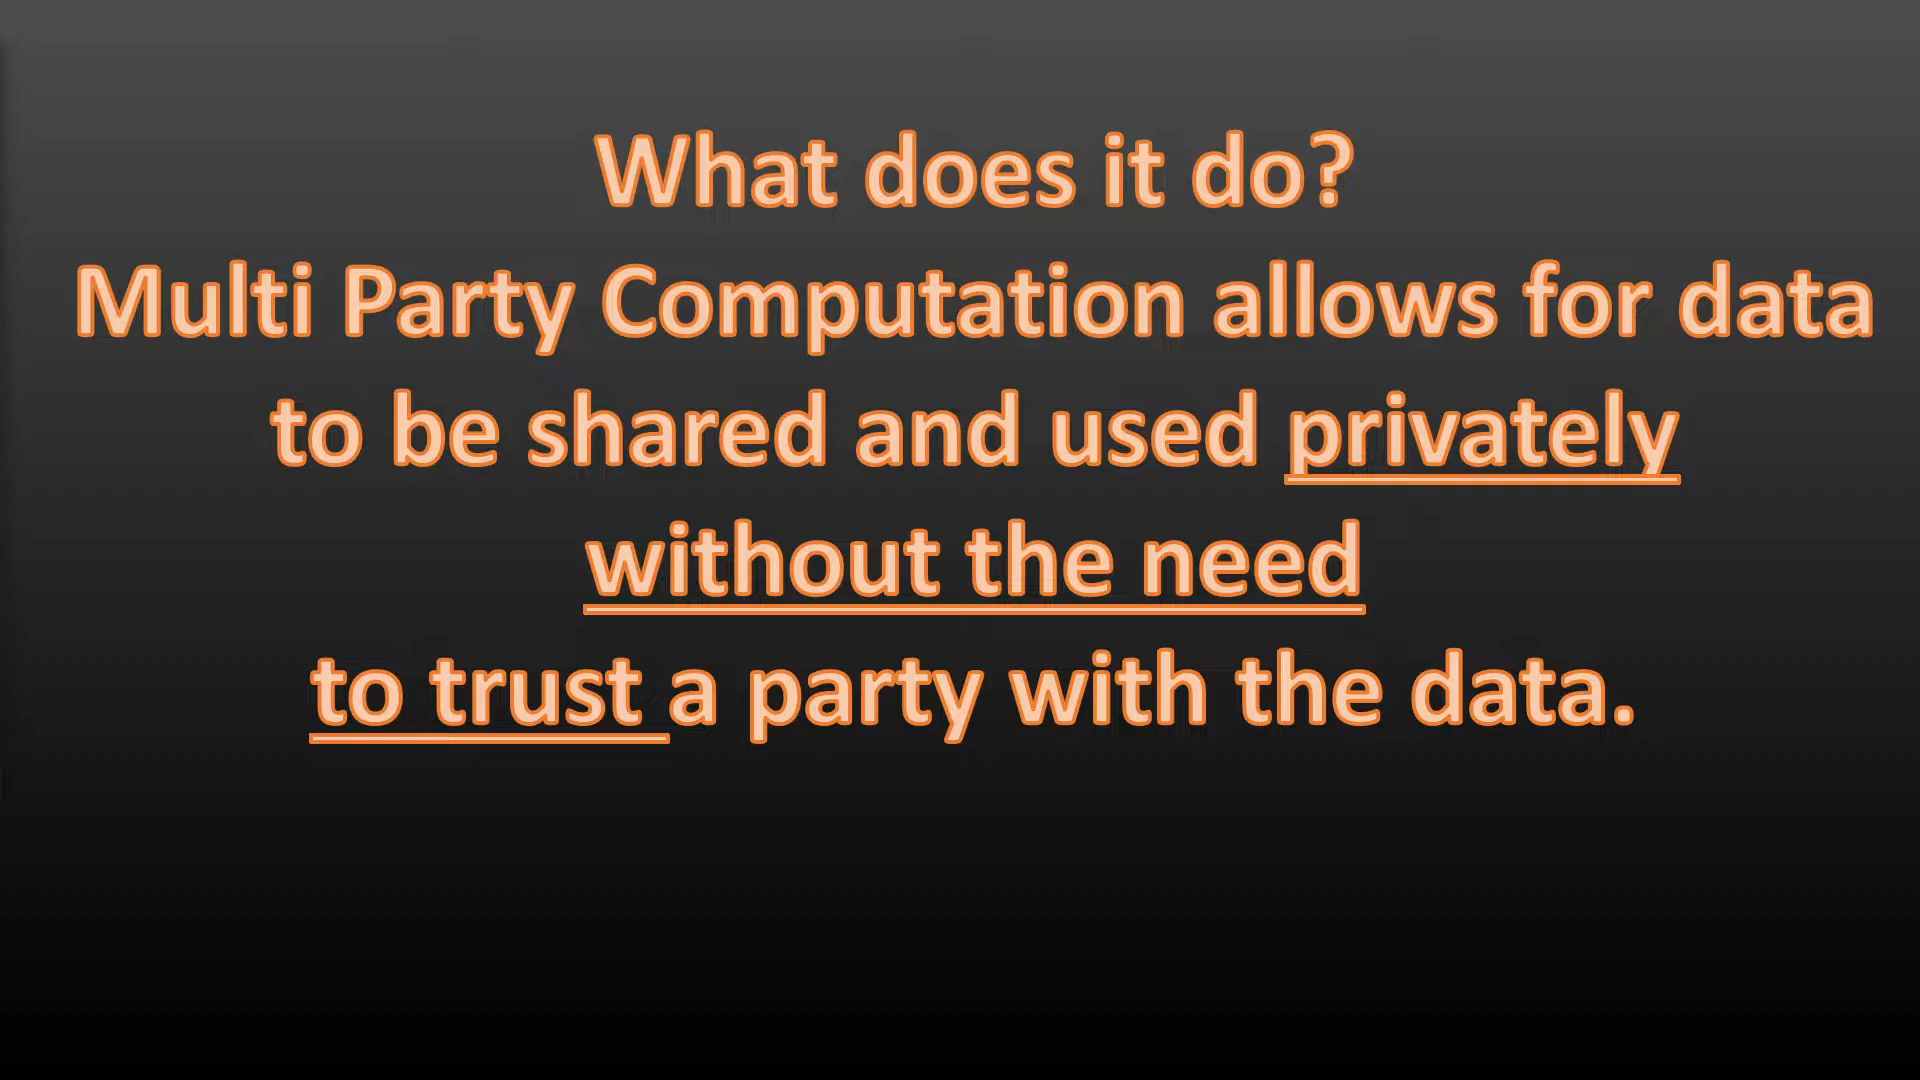 What does it do?
Multi Party Computation allows for data
to be shared and used privately
without the need
to trust a party with the data.